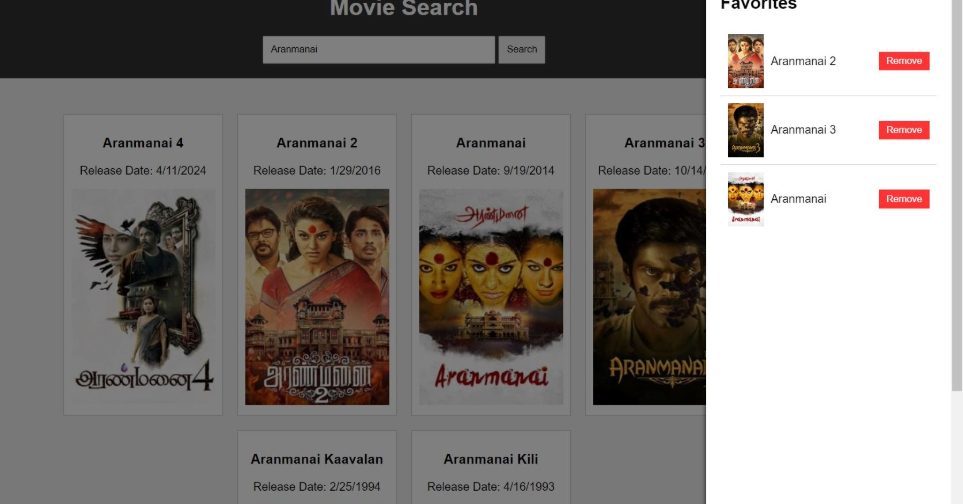 Movie Search
Aranmanai
Search
Aranmanai 4
Release Date: 4/11/2024
அரண்மனை 4
Aranmanai 2
Release Date: 1/29/2016
அரண்மனை
2
Aranmanai
Release Date: 9/19/2014
அரண்மனை
Aranmanai
Aranmanai 3
Release Date: 10/14/
ARANMANAI
Aranmanai Kaavalan
Release Date: 2/25/1994
Aranmanai Kili
Release Date: 4/16/1993
Favorites
Aranmanai 2
Remove
Aranmanai 3
Remove
Aranmanai
Remove